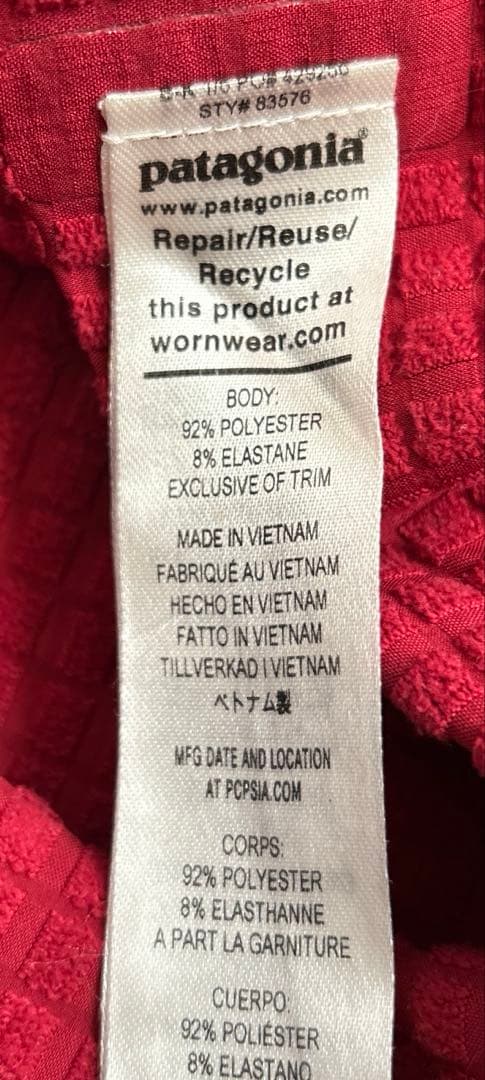 STY# 83576
patagonia®
www.patagonia.com
Repair/Reuse/
Recycle
this product at
wornwear.com
BODY:
92% POLYESTER
8% ELASTANE
EXCLUSIVE OF TRIM
MADE IN VIETNAM
FABRIQUÉ AU VIETNAM
HECHO EN VIETNAM
FATTO IN VIETNAM
TILLVERKAD I VIETNAM
ベトナム製
MFG DATE AND LOCATION
AT PCPSIA.COM
CORPS:
92% POLYESTER
8% ELASTHANNE
A PART LA GARNITURE
CUERPO:
92% POLIÉSTER
8% ELASTANO